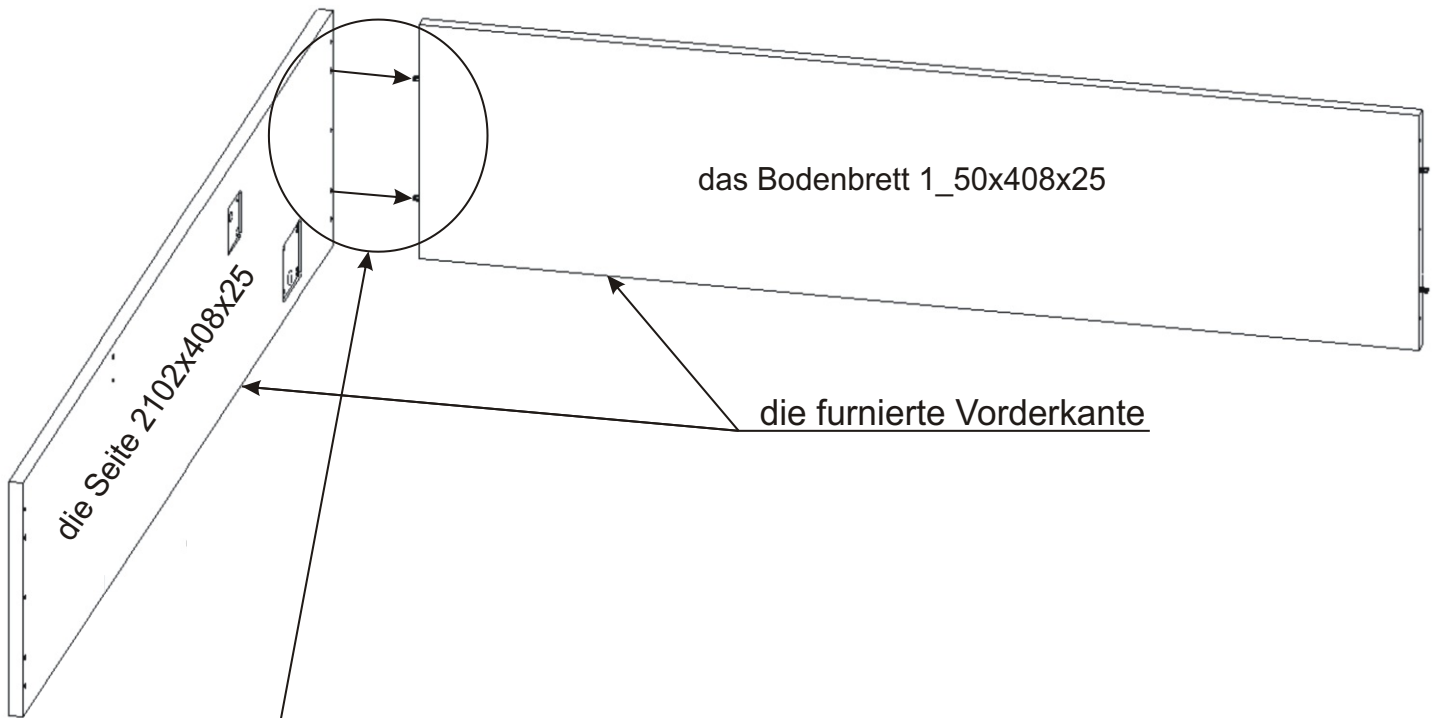 das Bodenbrett 1_50x408x25
die Seite 2102x408x25
die furnierte Vorderkante